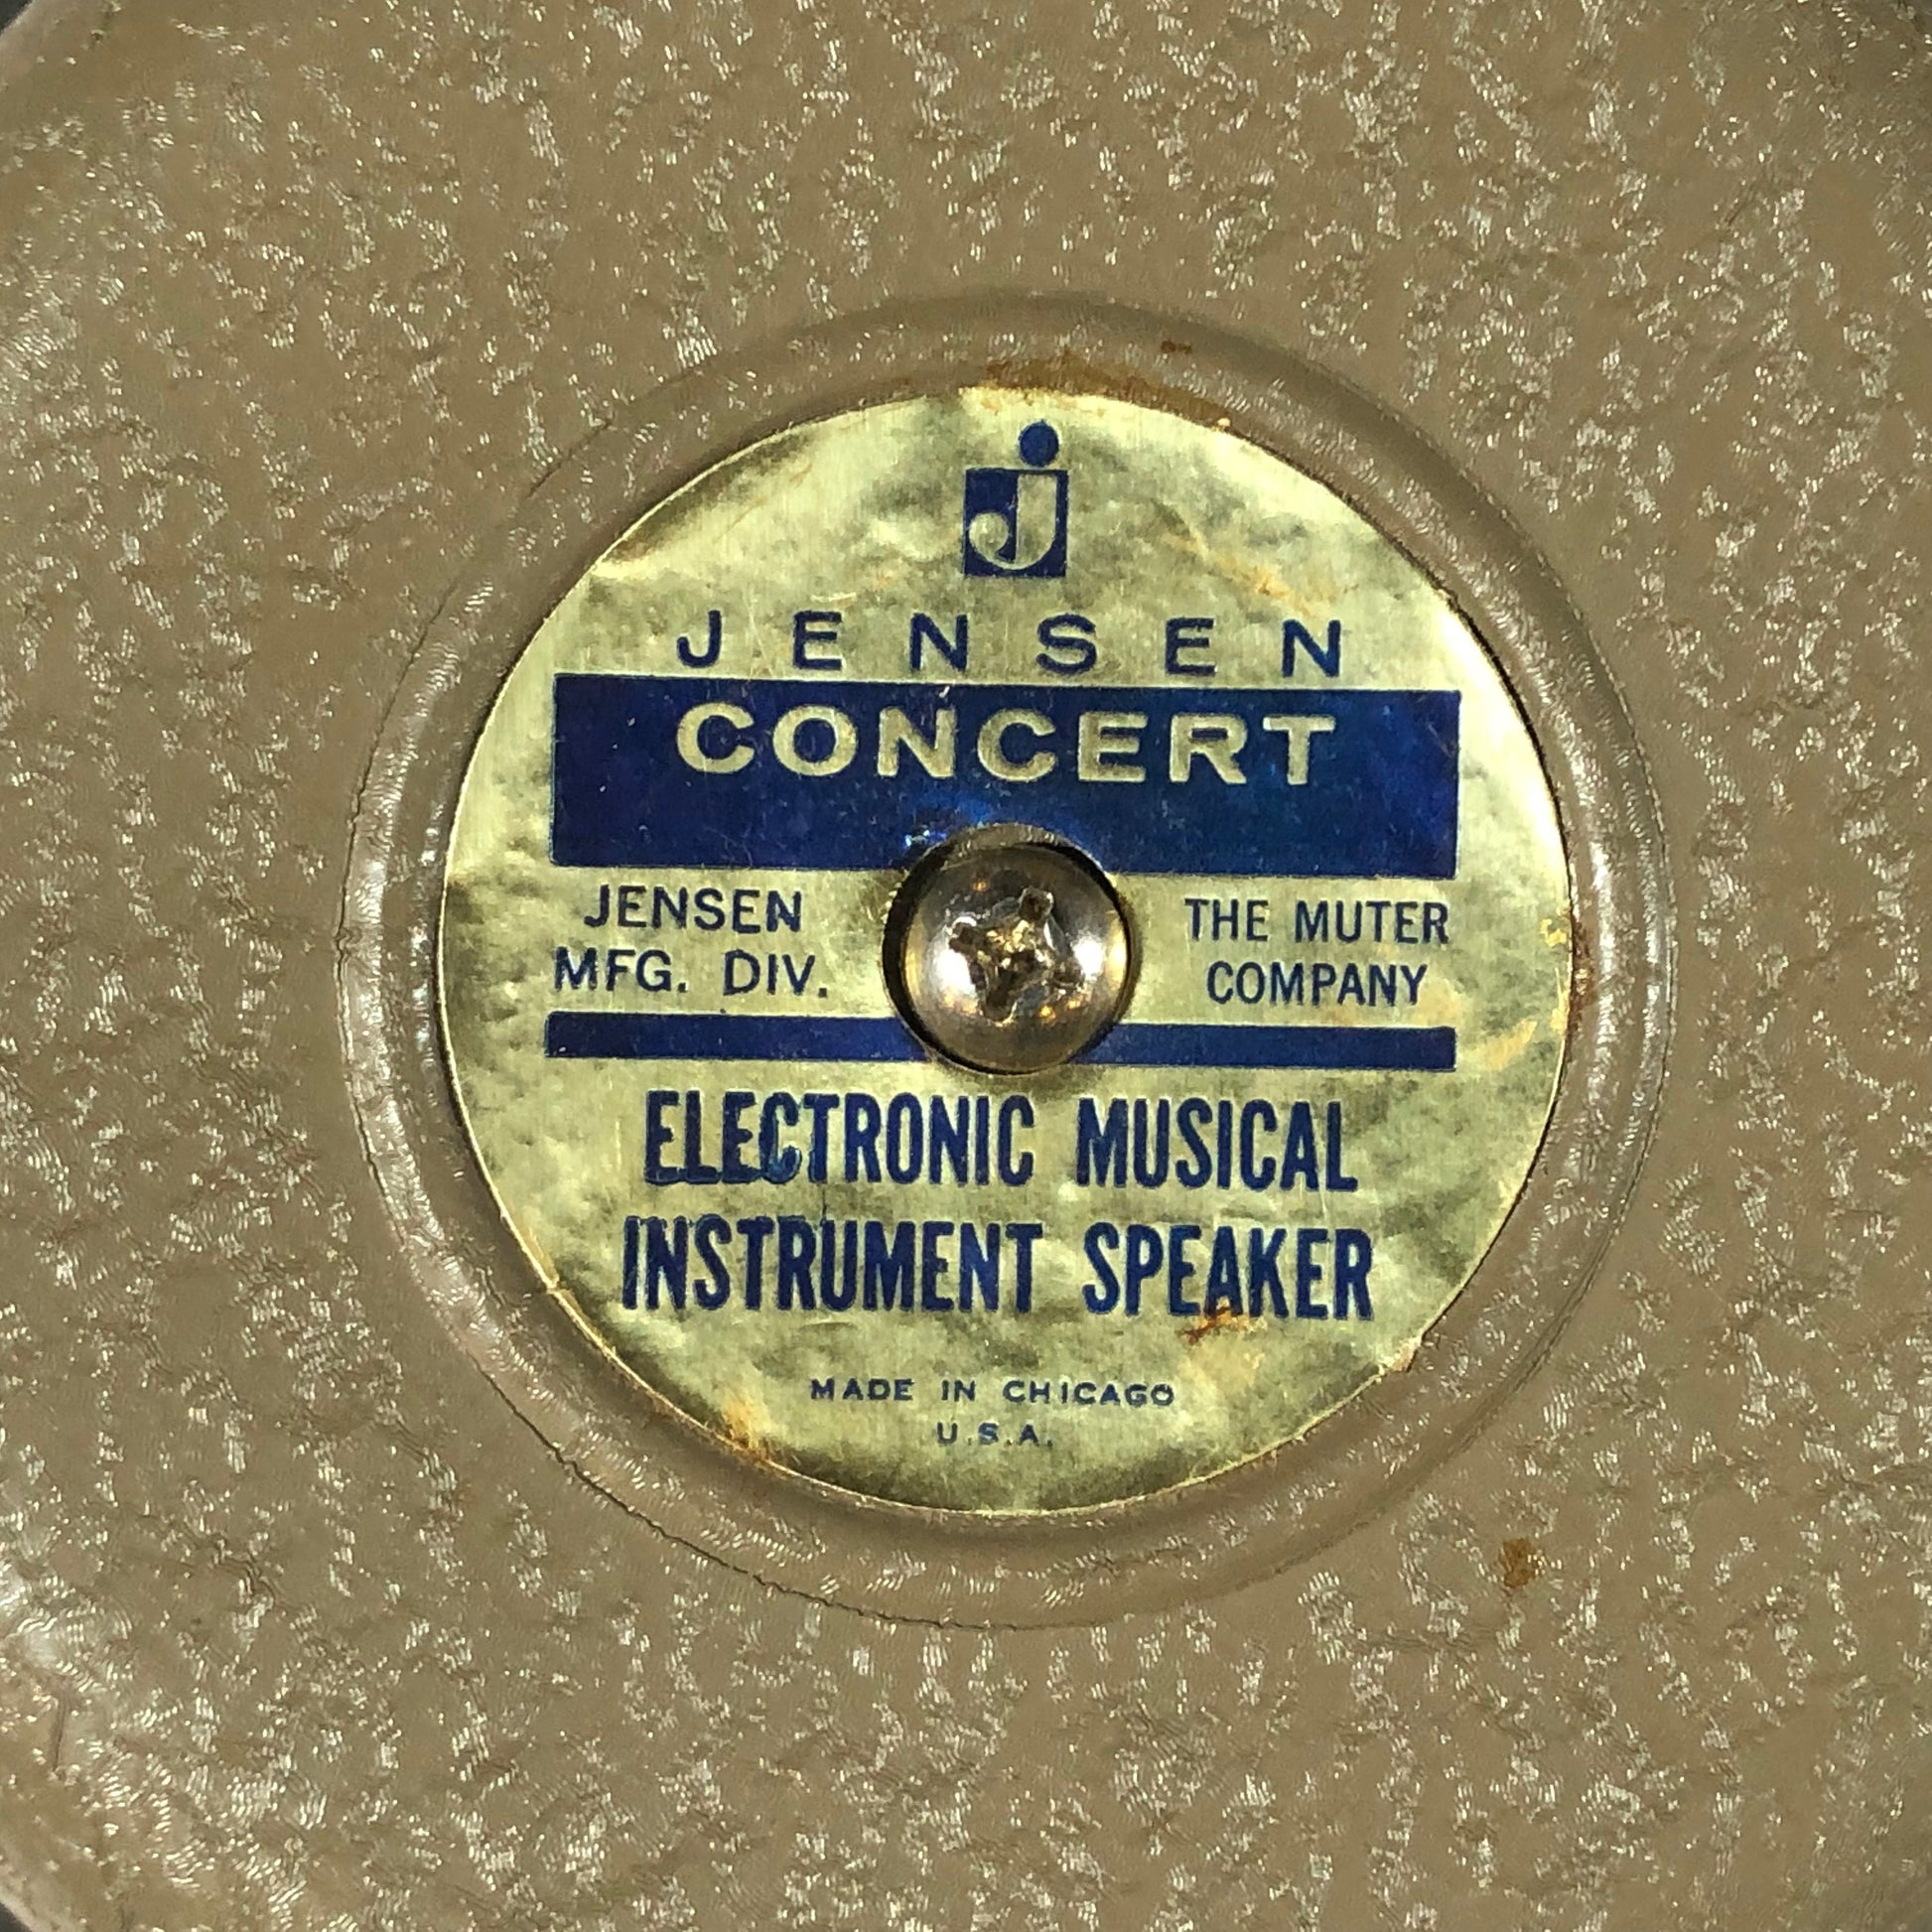 j
JENSEN
CONCERT
JENSEN
MFG. DIV.
THE MUTER
COMPANY
ELECTRONIC MUSICAL
INSTRUMENT SPEAKER
MADE IN CHICAGO
U.S.A.